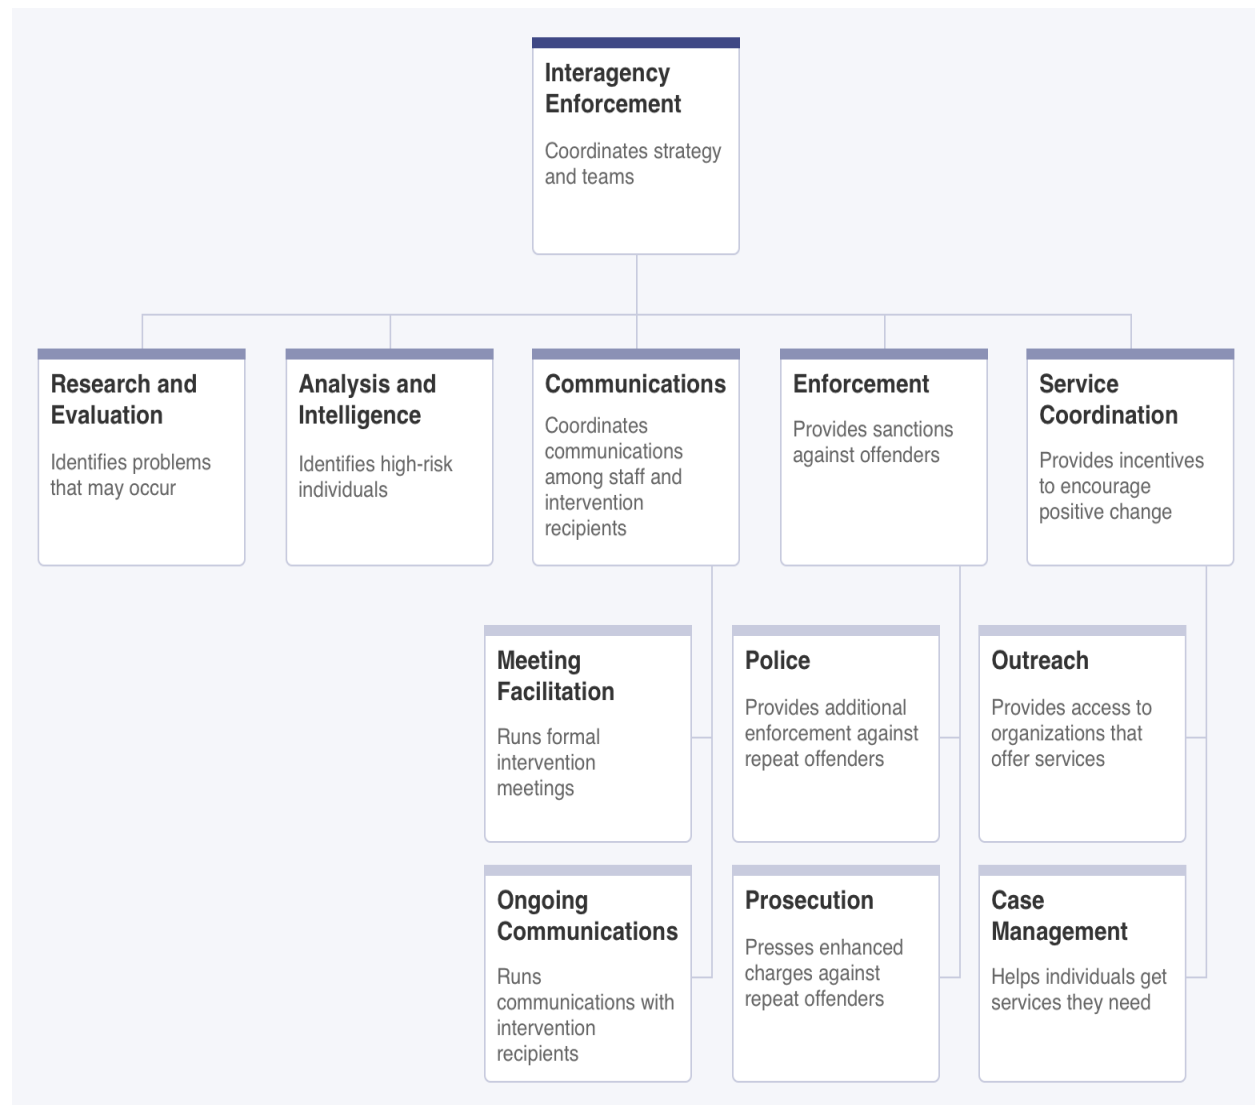 Interagency
Enforcement
Coordinates strategy
and teams
Research and
Evaluation
Identifies problems
that may occur
Analysis and
Intelligence
Identifies high-risk
individuals
Communications
Coordinates
communications
among staff and
intervention
recipients
Enforcement
Provides sanctions
against offenders
Service
Coordination
Provides incentives
to encourage
positive change
Meeting
Facilitation
Runs formal
intervention
meetings
Police
Provides additional
enforcement against
repeat offenders
Outreach
Provides access to
organizations that
offer services
Ongoing
Communications
Runs
communications with
intervention
recipients
Prosecution
Presses enhanced
charges against
repeat offenders
Case
Management
Helps individuals get
services they need